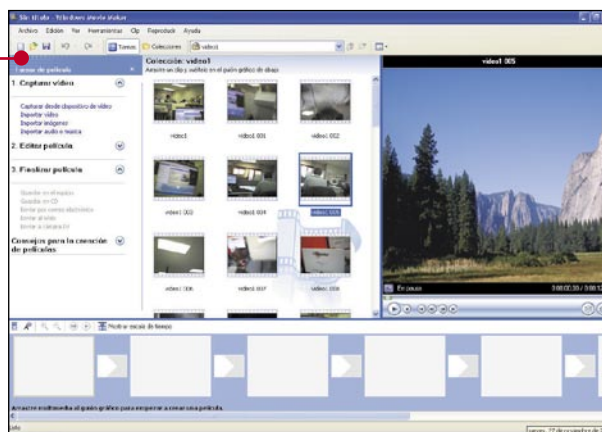 Sin título - Windows Movie Maker
Archivo Edición Ver Herramientas Clip Reproducir Ayuda
Tareas Colecciones video1
Tareas de película
1. Capturar vídeo
Capturar desde dispositivo de vídeo
Importar vídeo
Importar imágenes
Importar audio o música
2. Editar película
3. Finalizar película
Guardar en el equipo
Guardar en CD
Enviar por correo electrónico
Enviar al Web
Enviar a cámara DV
Consejos para la creación
de películas
Colección: video1
Arrastre un clip y suéltelo en el guión gráfico de abajo.
video1 video1 001 video1 002
video1 003 video1 004 video1 005
video1 006 video1 007 video1 008
video1 005
En pausa
Mostrar escala de tiempo
Arrastre multimedia al guión gráfico para empezar a crear una película.
Listo
jueves, 27 de noviembre de